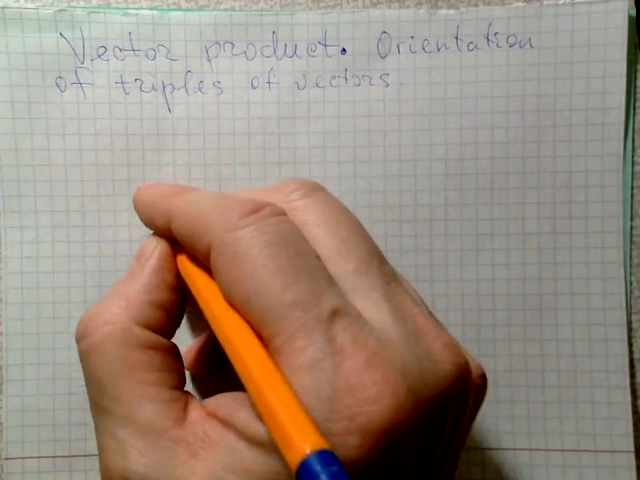 Vector product. Orientation
of triples of vectors.